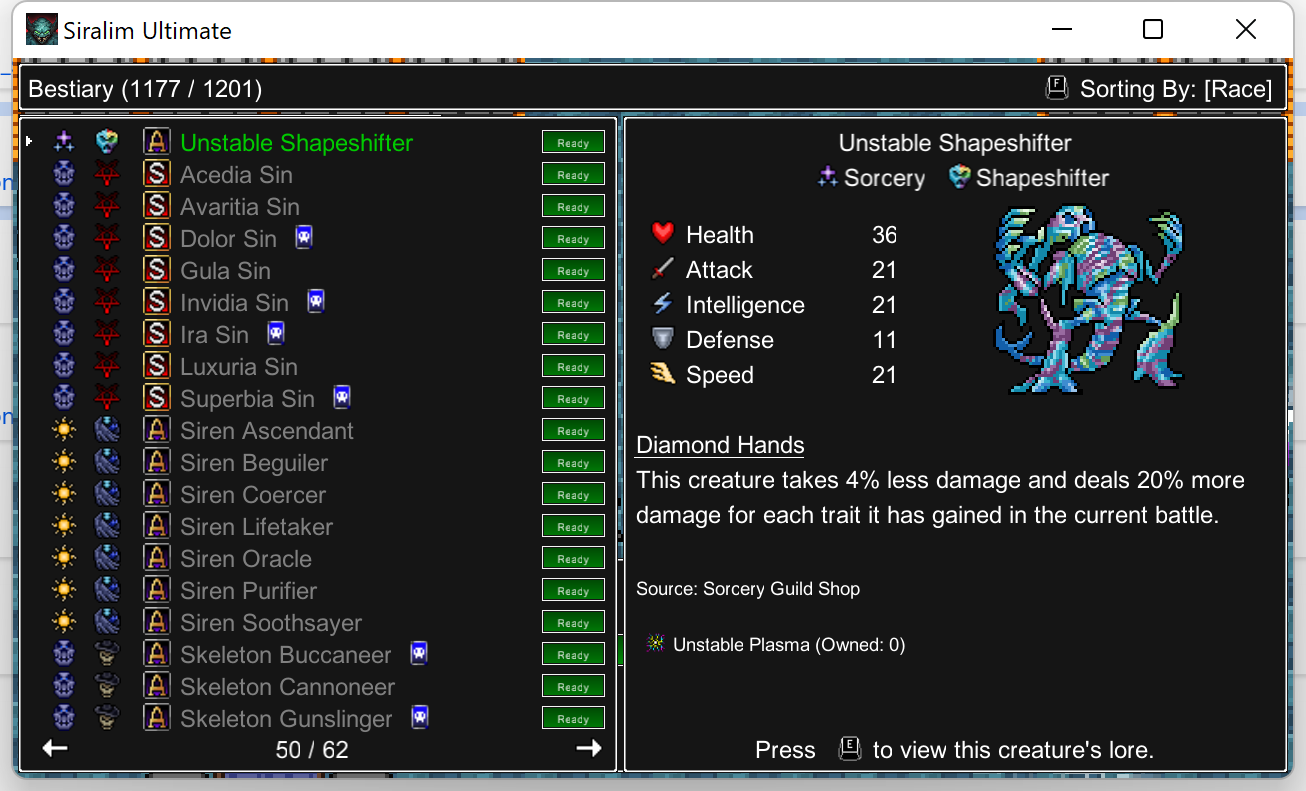 Siralim Ultimate
Bestiary (1177 / 1201)
F Sorting By: [Race]
A Unstable Shapeshifter Ready
S Acedia Sin Ready
S Avaritia Sin Ready
S Dolor Sin Ready
S Gula Sin Ready
S Invidia Sin Ready
S Ira Sin Ready
S Luxuria Sin Ready
S Superbia Sin Ready
A Siren Ascendant Ready
A Siren Beguiler Ready
A Siren Coercer Ready
A Siren Lifetaker Ready
A Siren Oracle Ready
A Siren Purifier Ready
A Siren Soothsayer Ready
A Skeleton Buccaneer Ready
A Skeleton Cannoneer Ready
A Skeleton Gunslinger Ready
50 / 62
Unstable Shapeshifter
Sorcery Shapeshifter
Health 36
Attack 21
Intelligence 21
Defense 11
Speed 21
Diamond Hands
This creature takes 4% less damage and deals 20% more
damage for each trait it has gained in the current battle.
Source: Sorcery Guild Shop
Unstable Plasma (Owned: 0)
Press E to view this creature's lore.